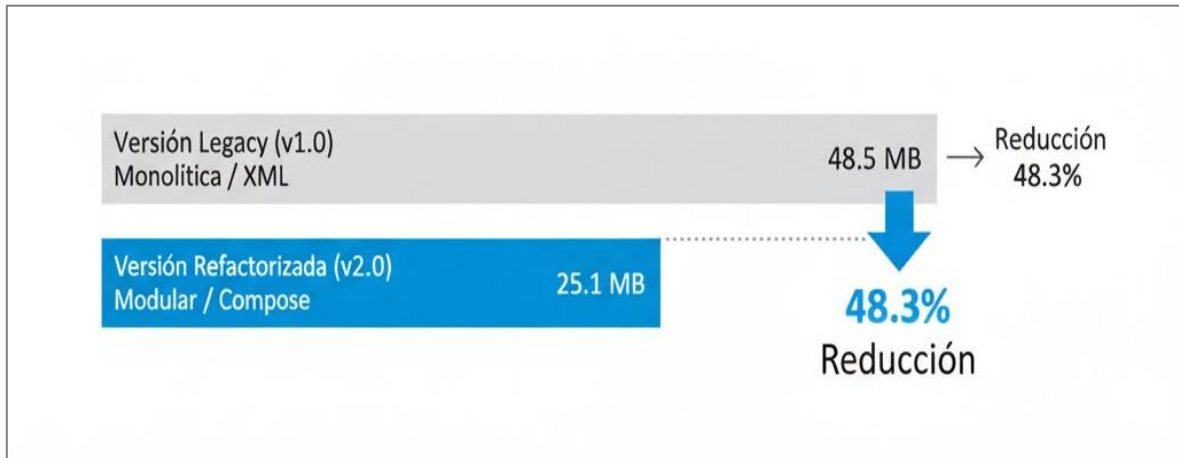 Versión Legacy (v1.0)
Monolitica / XML
48.5 MB
Reducción
48.3%
Versión Refactorizada (v2.0)
Modular / Compose
25.1 MB
48.3%
Reducción